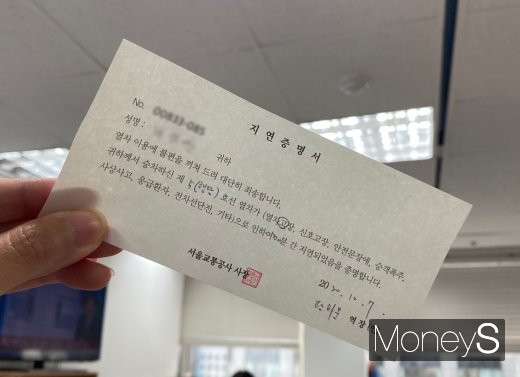 No. 00833-085
지 연 증 명 서
성명 :
귀하
열차 이용에 불편을 끼쳐 드려 대단히 죄송합니다.
귀하께서 승차하신 제 5( ) 호선 열차가 (열차고장, 신호고장, 안전문장애, 승객폭주,
사상사고, 응급환자, 전차선단전, 기타)으로 인하여 분 간 지연되었음을 증명합니다.
2020. 10. 7.
서울교통공사 사장
역장
MoneyS